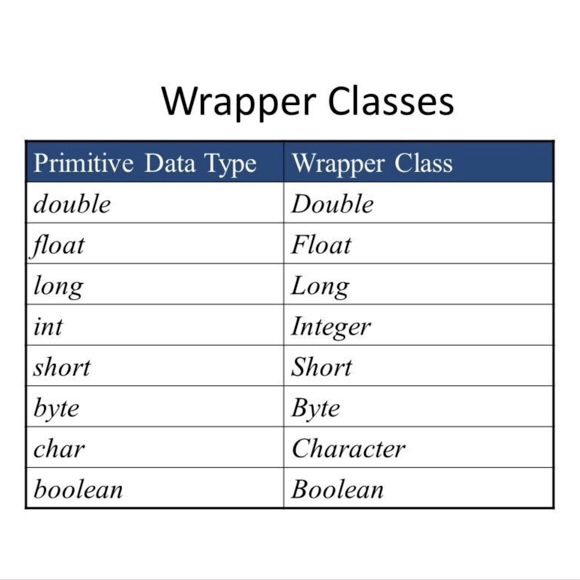 Wrapper Classes
Primitive Data Type Wrapper Class
double Double
float Float
long Long
int Integer
short Short
byte Byte
char Character
boolean Boolean